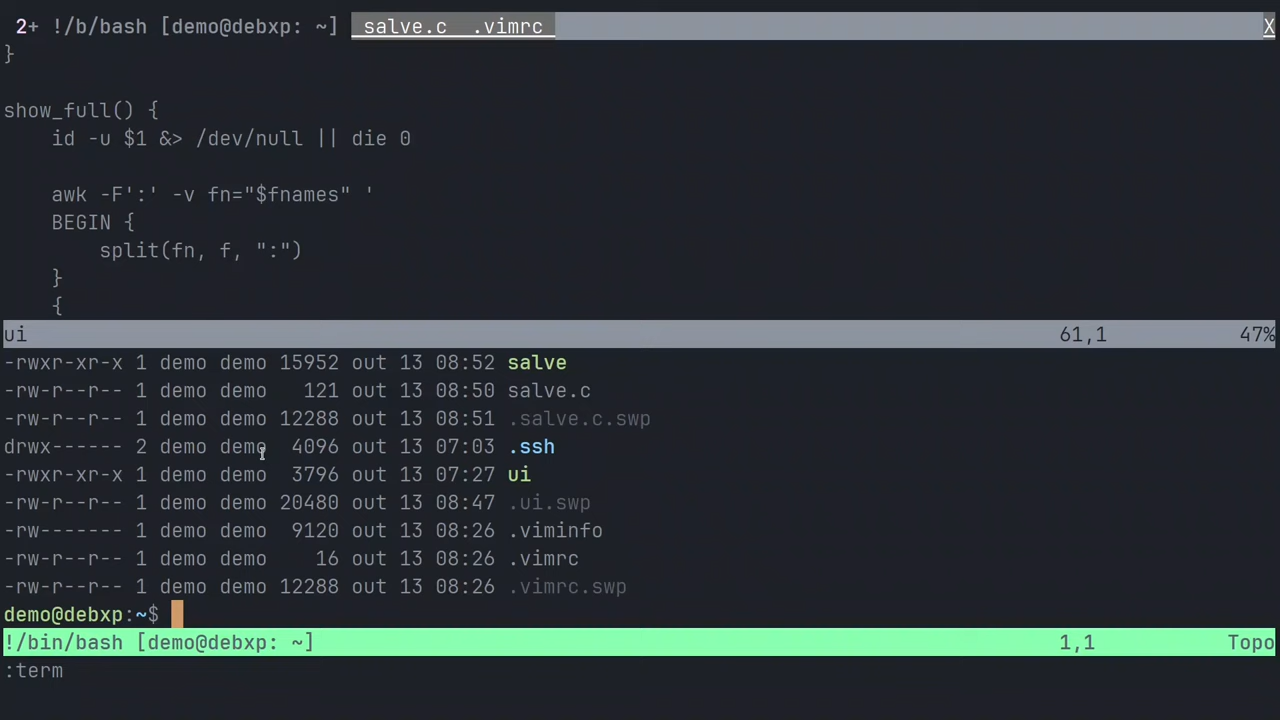 2+ !/b/bash [demo@debxp: ~]  salve.c  .vimrc X
}
show_full() {
    id -u $1 &> /dev/null || die 0
    awk -F':' -v fn="$fnames" '
    BEGIN {
        split(fn, f, ":")
    }
    {
ui 61,1 47%
-rwxr-xr-x 1 demo demo 15952 out 13 08:52 salve
-rw-r--r-- 1 demo demo   121 out 13 08:50 salve.c
-rw-r--r-- 1 demo demo 12288 out 13 08:51 .salve.c.swp
drwx------ 2 demo demo  4096 out 13 07:03 .ssh
-rwxr-xr-x 1 demo demo  3796 out 13 07:27 ui
-rw-r--r-- 1 demo demo 20480 out 13 08:47 .ui.swp
-rw------- 1 demo demo  9120 out 13 08:26 .viminfo
-rw-r--r-- 1 demo demo    16 out 13 08:26 .vimrc
-rw-r--r-- 1 demo demo 12288 out 13 08:26 .vimrc.swp
demo@debxp:~$
!/bin/bash [demo@debxp: ~] 1,1 Topo
:term